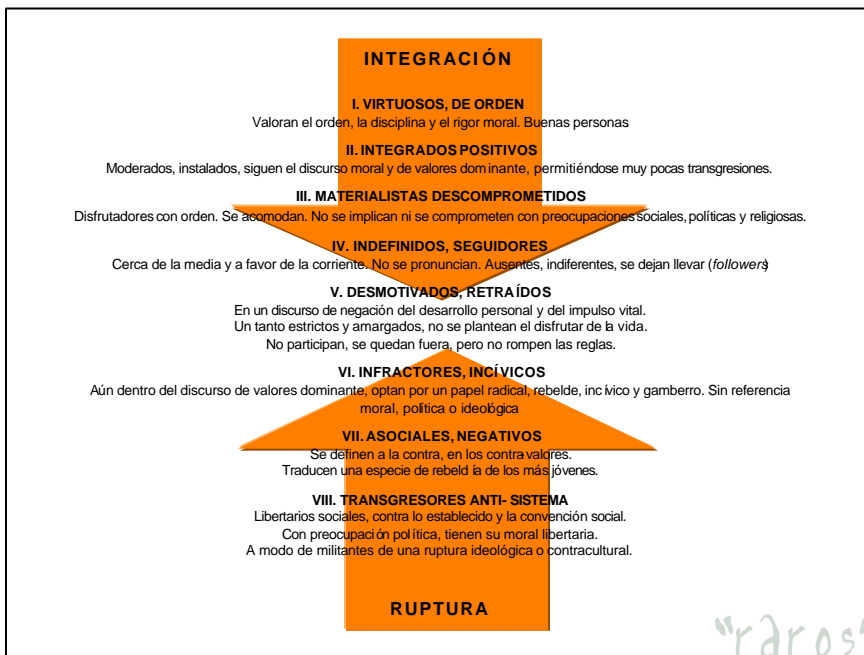 INTEGRACIÓN
I. VIRTUOSOS, DE ORDEN
Valoran el orden, la disciplina y el rigor moral. Buenas personas.
II. INTEGRADOS POSITIVOS
Moderados, instalados, siguen el discurso moral y de valores dominante, permitiéndose muy pocas transgresiones.
III. MATERIALISTAS DESCOMPROMETIDOS
Disfrutadores con orden. Se acomodan. No se implican ni se comprometen con preocupaciones sociales, políticas y religiosas.
IV. INDEFINIDOS, SEGUIDORES
Cerca de la media y a favor de la corriente. No se pronuncian. Ausentes, indiferentes, se dejan llevar (followers)
V. DESMOTIVADOS, RETRAÍDOS
En un discurso de negación del desarrollo personal y del impulso vital.
Un tanto estrictos y amargados, no se plantean el disfrutar de la vida.
No participan, se quedan fuera, pero no rompen las reglas.
VI. INFRACTORES, INCÍVICOS
Aún dentro del discurso de valores dominante, optan por un papel radical, rebelde, incívico y gamberro. Sin referencia
moral, política o ideológica
VII. ASOCIALES, NEGATIVOS
Se definen a la contra, en los contravalores.
Traducen una especie de rebeldía de los más jóvenes.
VIII. TRANSGRESORES ANTI- SISTEMA
Libertarios sociales, contra lo establecido y la convención social.
Con preocupación política, tienen su moral libertaria.
A modo de militantes de una ruptura ideológica o contracultural.
RUPTURA
"raros"